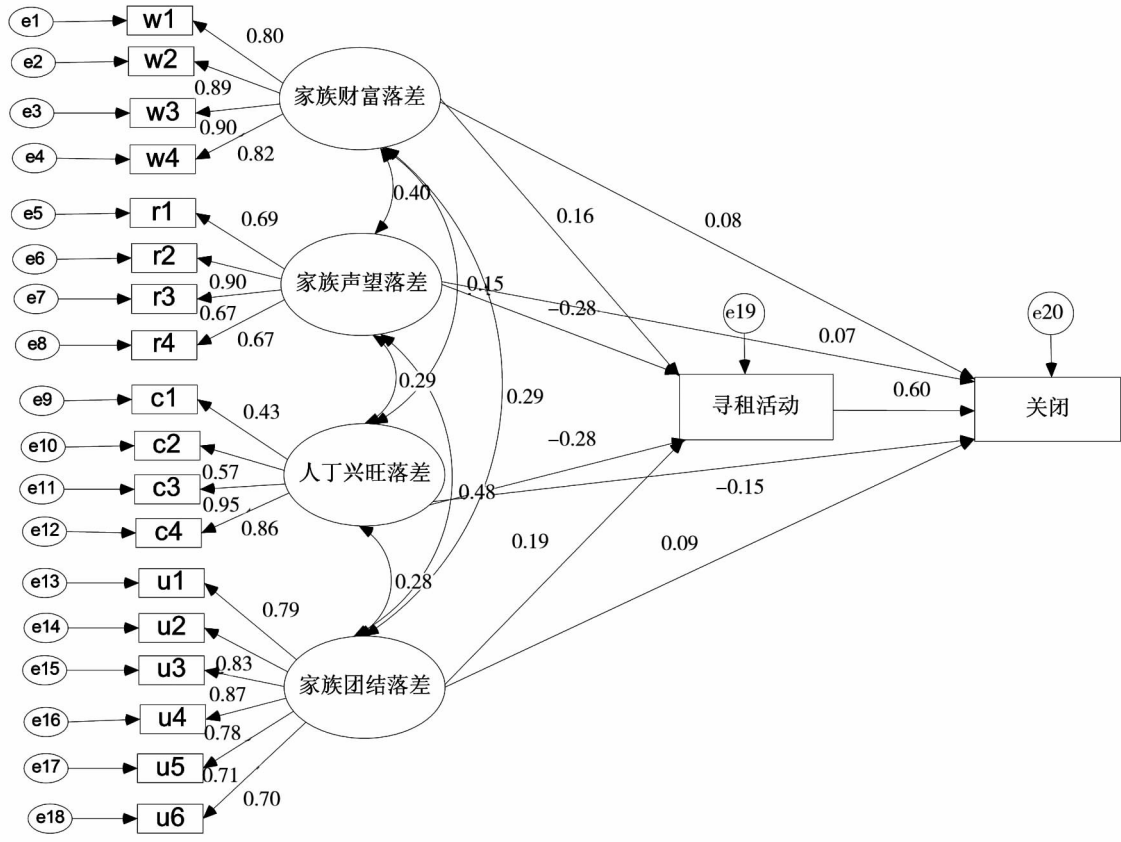 e1 w1
0.80
e2 w2
0.89
家族财富落差
e3 w3
0.90
e4 w4
0.82
0.40
e5 r1
0.69
0.16
0.08
e6 r2
0.90
家族声望落差
0.15
e7 r3
0.67
−0.28
e19
e20
e8 r4
0.67
0.07
0.29
e9 c1
0.43
0.29
寻租活动
0.60
关闭
e10 c2
0.57
人丁兴旺落差
−0.28
e11 c3
0.95
0.48
−0.15
e12 c4
0.86
0.19
0.09
e13 u1
0.79
0.28
e14 u2
0.83
e15 u3
0.87
家族团结落差
e16 u4
0.78
e17 u5
0.71
0.70
e18 u6